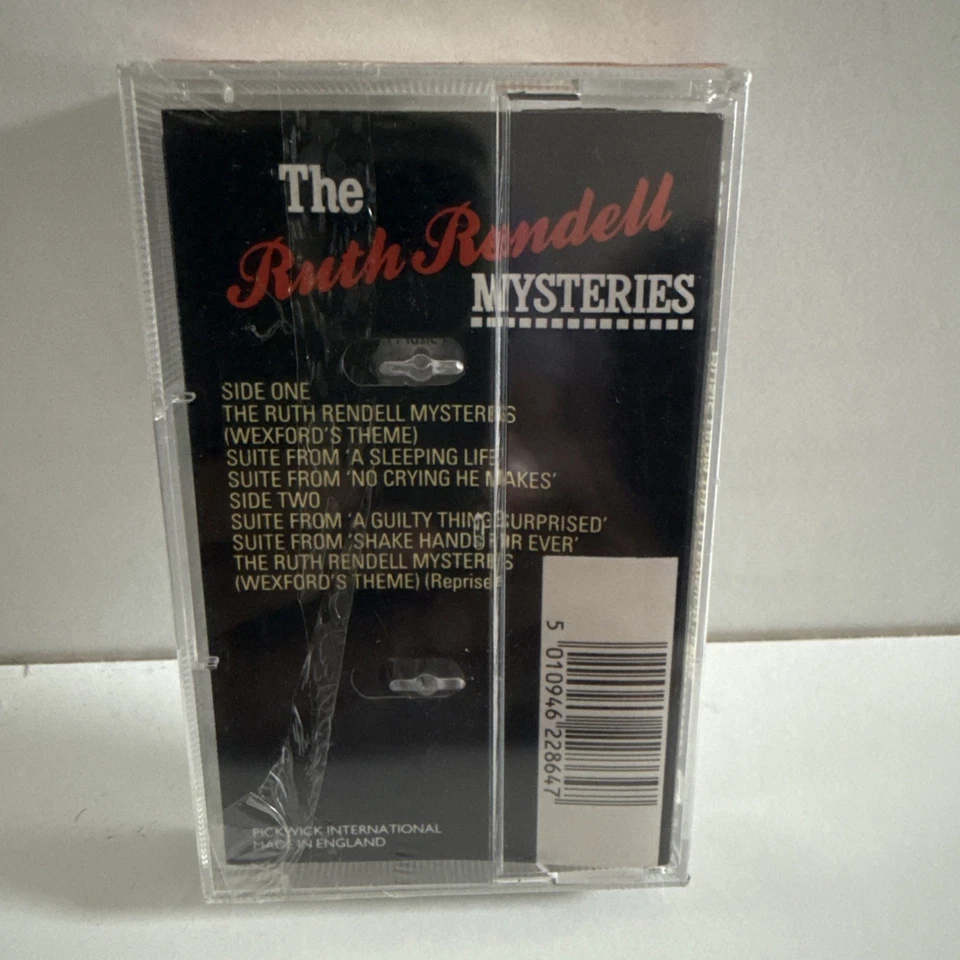 The
Ruth Rendell
MYSTERIES
Music
SIDE ONE
THE RUTH RENDELL MYSTERIES
(WEXFORD'S THEME)
SUITE FROM 'A SLEEPING LIFE'
SUITE FROM 'NO CRYING HE MAKES'
SIDE TWO
SUITE FROM 'A GUILTY THING SURPRISED'
SUITE FROM 'SHAKE HANDS FOR EVER'
THE RUTH RENDELL MYSTERIES
(WEXFORD'S THEME) (Reprise)
5 010946 228647
PICKWICK INTERNATIONAL
MADE IN ENGLAND